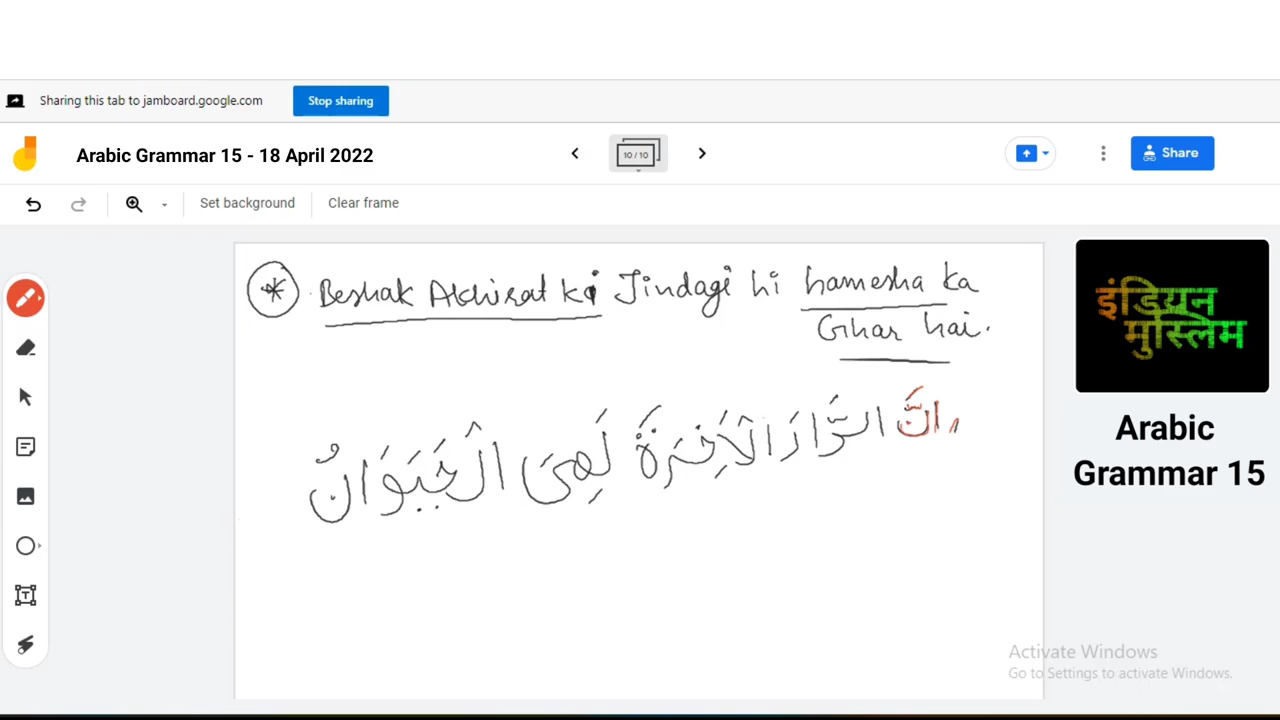 Sharing this tab to jamboard.google.com
Stop sharing
Arabic Grammar 15 - 18 April 2022
10 / 10
Share
Set background
Clear frame
* Beshak Akhirat ki Jindagi hi hamesha ka
Ghar hai.
اِنَّ الدَّارَ الْاَخِرَةَ لَهِىَ الْحَيَوَانُ
इंडियन
मुस्लिम
Arabic
Grammar 15
Activate Windows
Go to Settings to activate Windows.